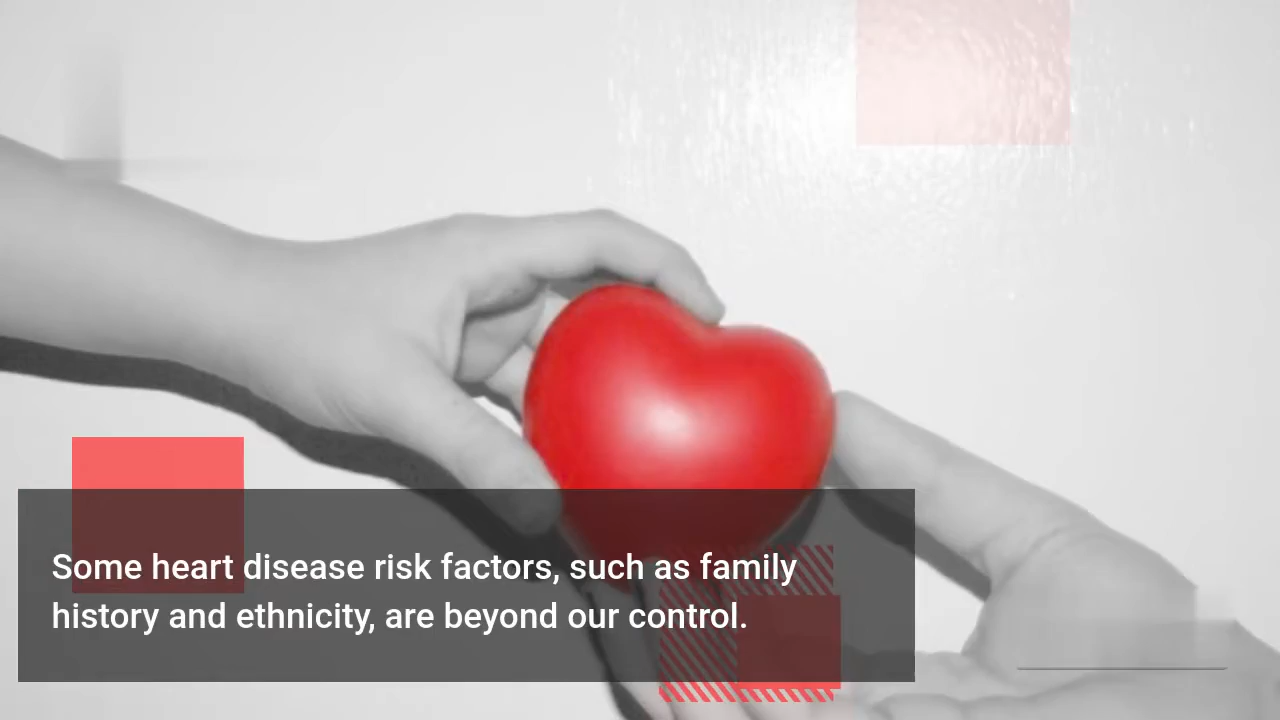 Some heart disease risk factors, such as family
history and ethnicity, are beyond our control.